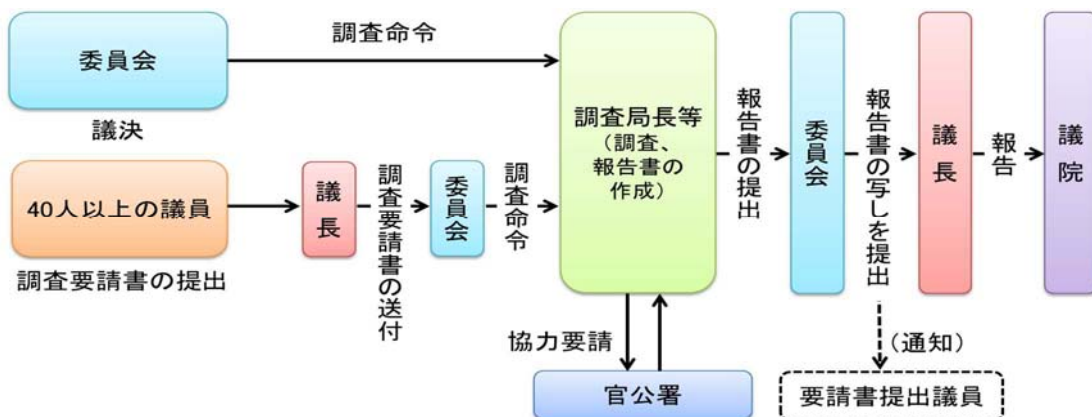 委員会
調査命令
議決
40人以上の議員
調査要請書の提出
議長
調査要請書の送付
委員会
調査命令
調査局長等
（調査、
報告書の
作成）
報告書の提出
委員会
報告書の写しを提出
議長
報告
議院
協力要請
官公署
（通知）
要請書提出議員